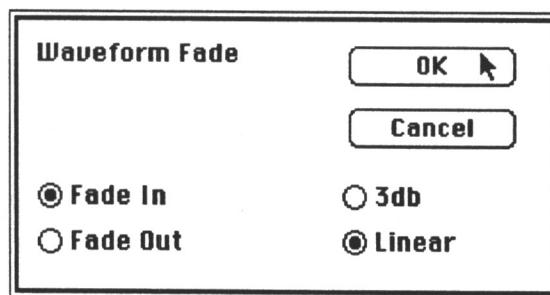 Waveform Fade
OK
Cancel
Fade In
3db
Fade Out
Linear